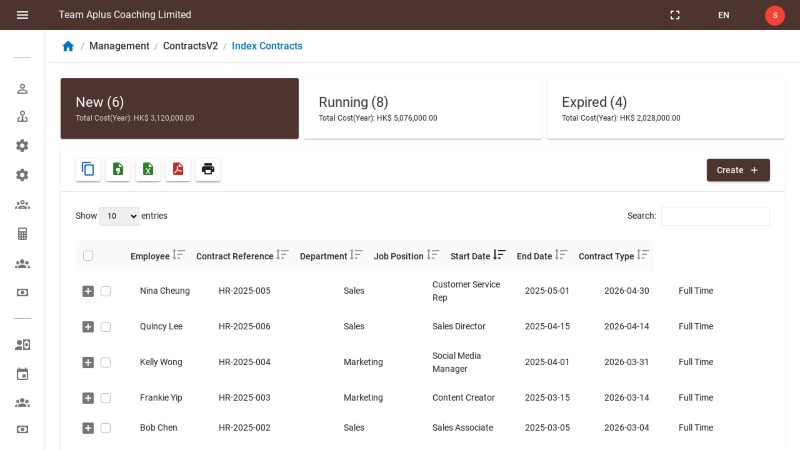 Team Aplus Coaching Limited
EN
S
/ Management / ContractsV2 / Index Contracts
New (6)
Total Cost(Year): HK$ 3,120,000.00
Running (8)
Total Cost(Year): HK$ 5,076,000.00
Expired (4)
Total Cost(Year): HK$ 2,028,000.00
Create +
Show 10 entries
Search:
Employee Contract Reference Department Job Position Start Date End Date Contract Type
Nina Cheung HR-2025-005 Sales Customer Service Rep 2025-05-01 2026-04-30 Full Time
Quincy Lee HR-2025-006 Sales Sales Director 2025-04-15 2026-04-14 Full Time
Kelly Wong HR-2025-004 Marketing Social Media Manager 2025-04-01 2026-03-31 Full Time
Frankie Yip HR-2025-003 Marketing Content Creator 2025-03-15 2026-03-14 Full Time
Bob Chen HR-2025-002 Sales Sales Associate 2025-03-05 2026-03-04 Full Time